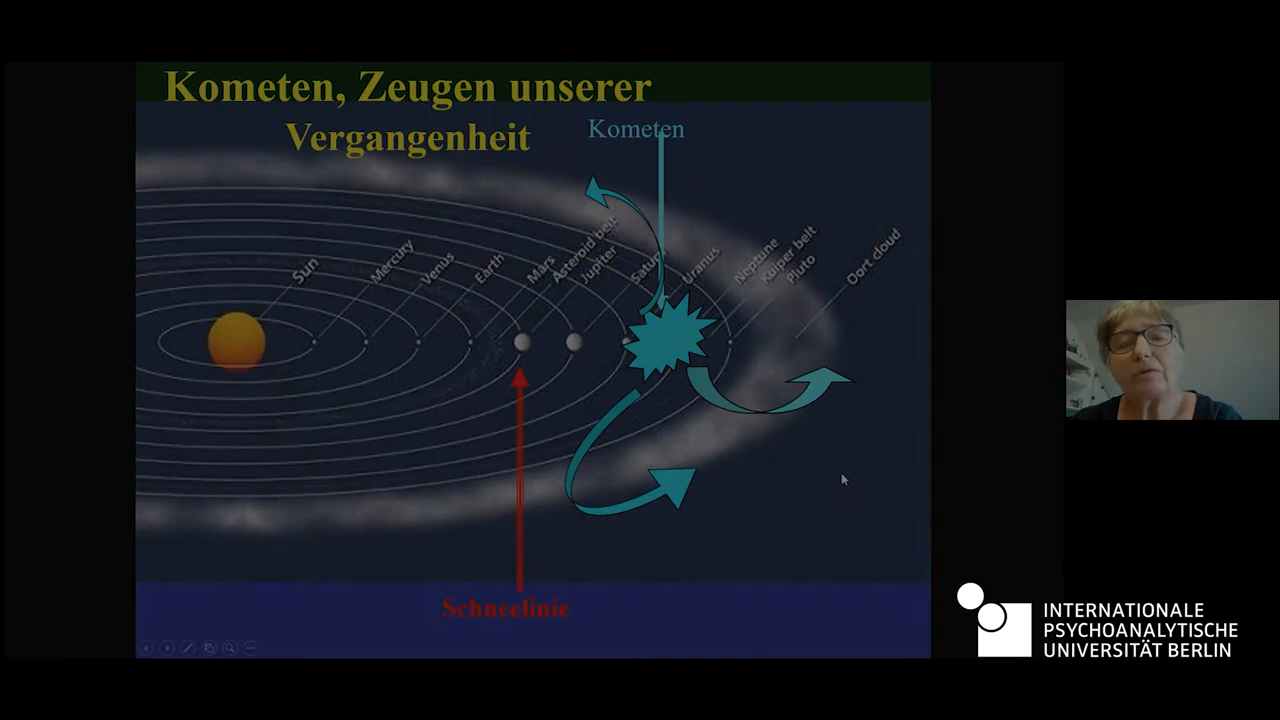 Kometen, Zeugen unserer
Vergangenheit
Kometen
Sun
Mercury
Venus
Earth
Mars
Asteroid belt
Jupiter
Saturn
Uranus
Neptune
Kuiper belt
Pluto
Oort cloud
Schneelinie
INTERNATIONALE
PSYCHOANALYTISCHE
UNIVERSITÄT BERLIN